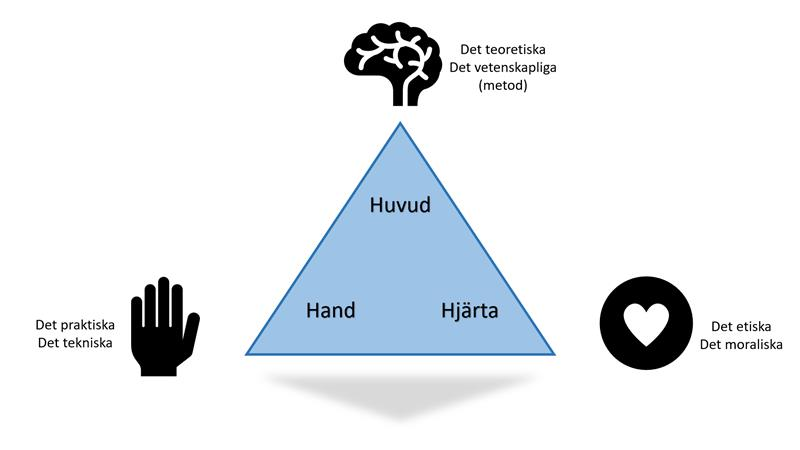 Det teoretiska
Det vetenskapliga
(metod)
Huvud
Hand
Hjärta
Det praktiska
Det tekniska
Det etiska
Det moraliska